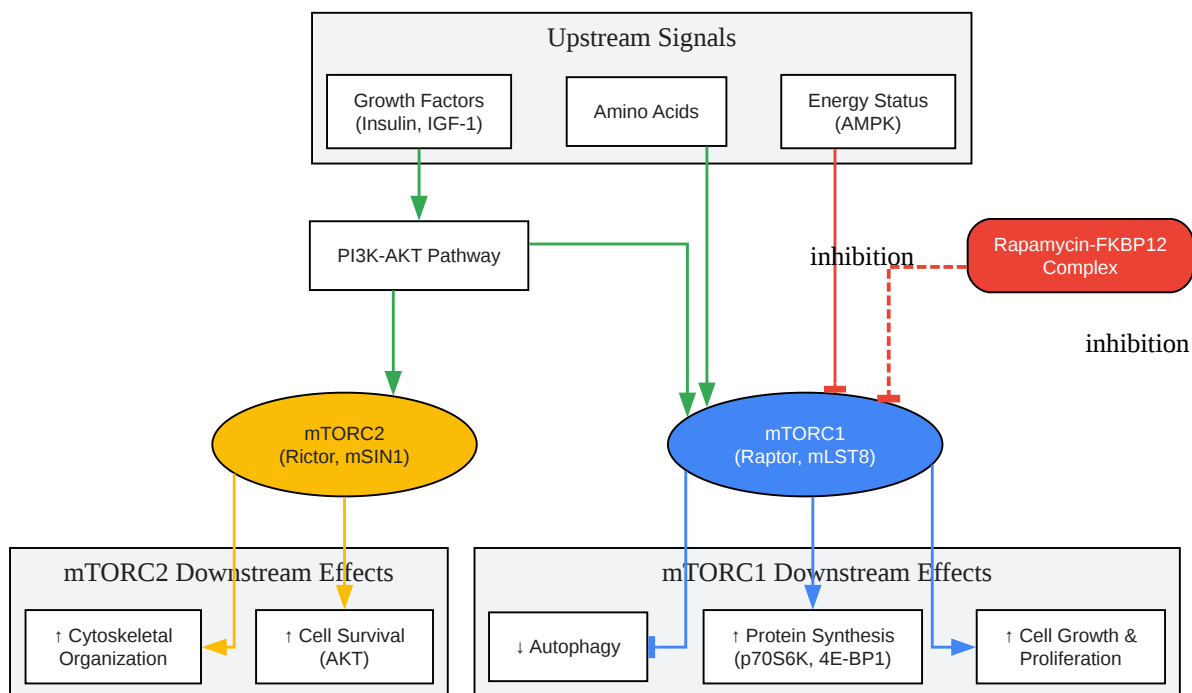 Upstream Signals
Growth Factors
(Insulin, IGF-1)
Amino Acids
Energy Status
(AMPK)
PI3K-AKT Pathway
inhibition
Rapamycin-FKBP12
Complex
inhibition
mTORC2
(Rictor, mSIN1)
mTORC1
(Raptor, mLST8)
mTORC2 Downstream Effects
↑ Cytoskeletal
Organization
↑ Cell Survival
(AKT)
mTORC1 Downstream Effects
↓ Autophagy
↑ Protein Synthesis
(p70S6K, 4E-BP1)
↑ Cell Growth &
Proliferation